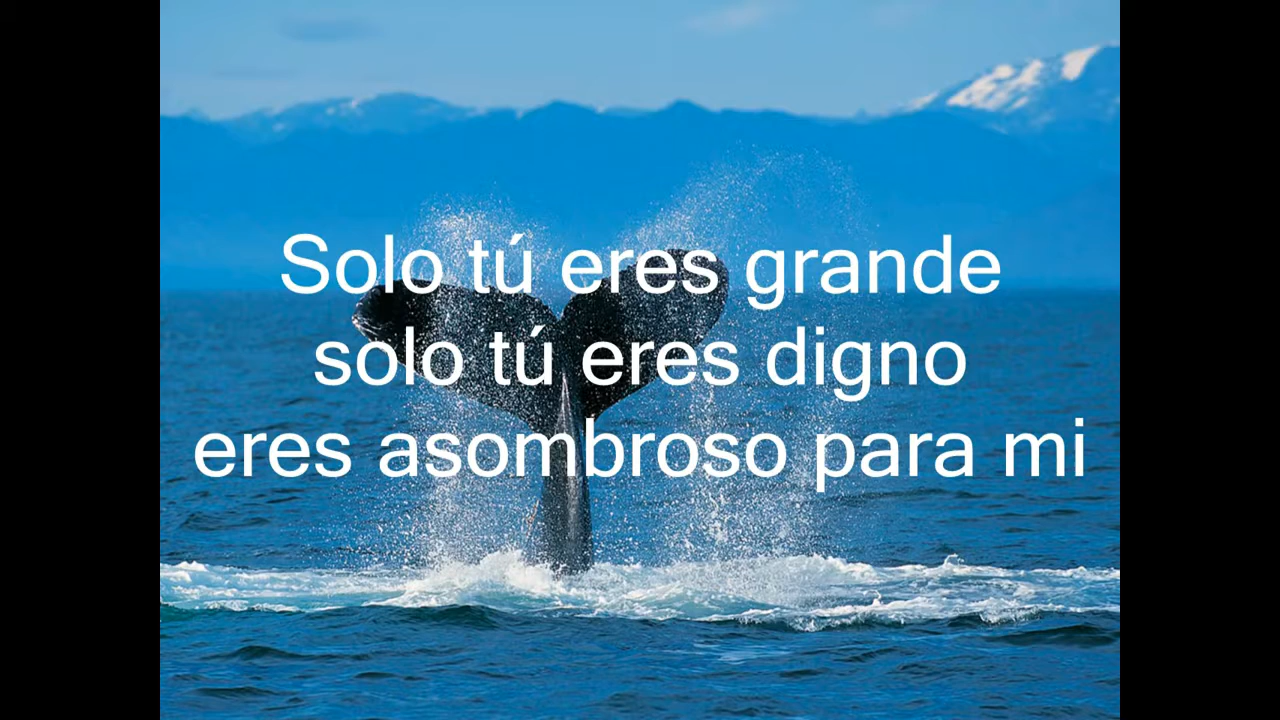 Solo tú eres grande
solo tú eres digno
eres asombroso para mi